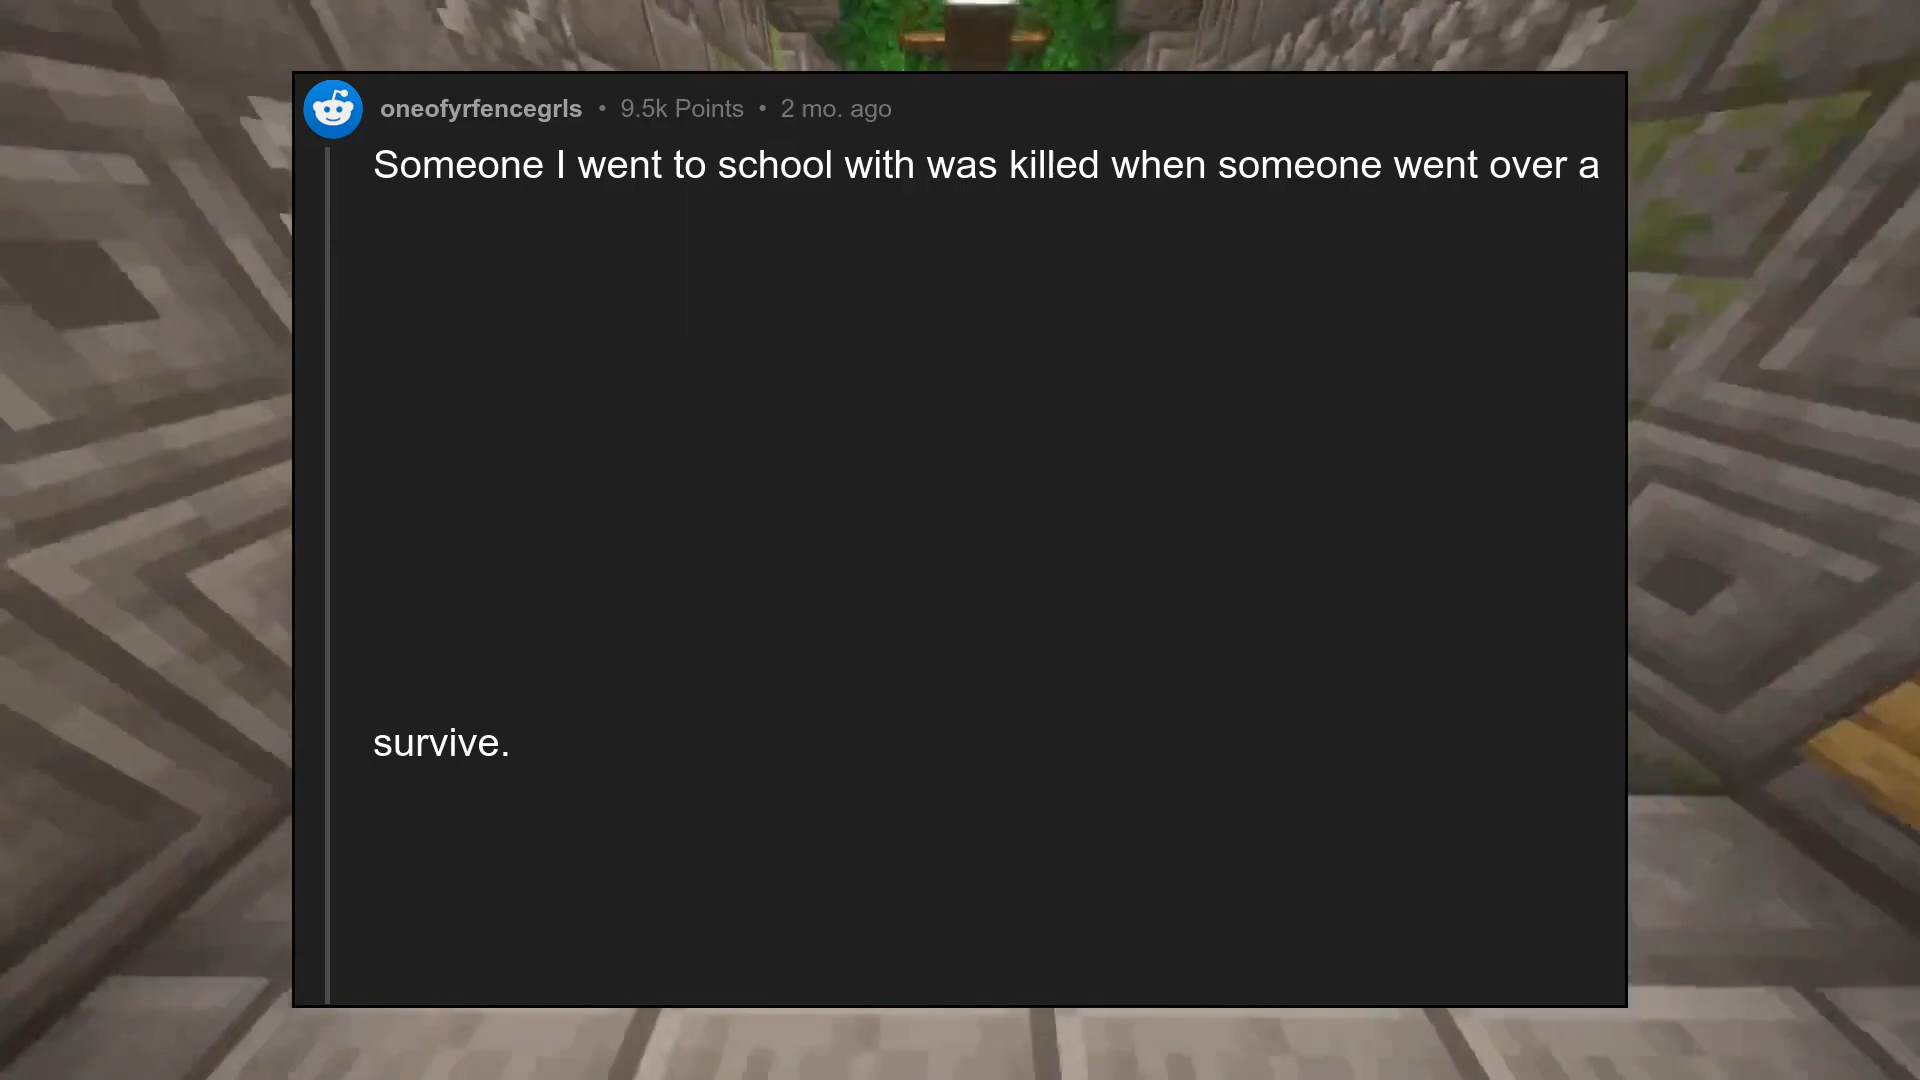 oneofyrfencegrls • 9.5k Points • 2 mo. ago
Someone I went to school with was killed when someone went over a
survive.